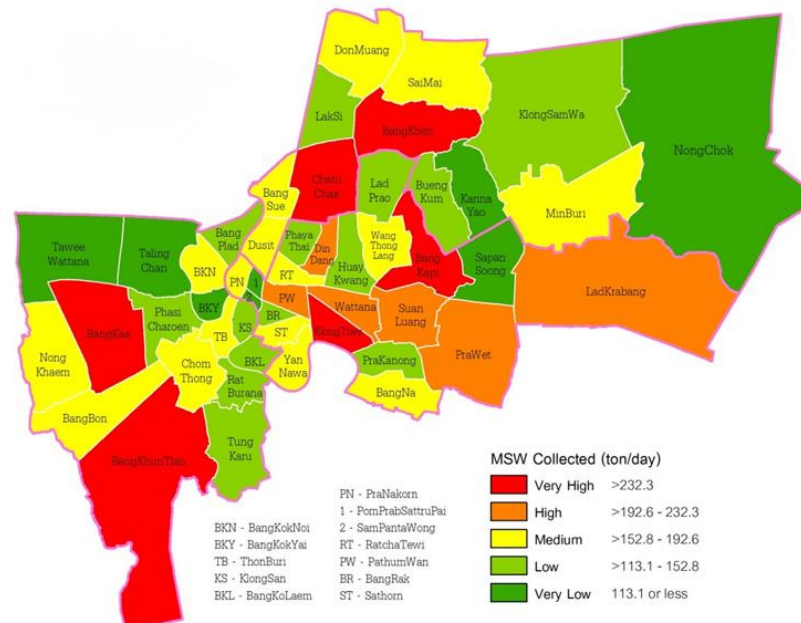 DonMuang
SaiMai
LakSi
BangKhen
KlongSamWa
NongChok
Chatu
Chak
Lad
Prao
Bueng
Kum
Kanna
Yao
MinBuri
Bang
Sue
Bang
Plad
Dusit
Phaya
Thai
Din
Dang
Huay
Kwang
Wang
Thong
Lang
Bang
Kapi
Sapan
Soong
LadKrabang
Tawee
Wattana
Taling
Chan
BKN
PN
1
2
RT
PW
Wattana
Suan
Luang
BangKae
Phasi
Charoen
BKY
KS
BR
KlongToey
TB
ST
PraKanong
PraWet
Nong
Khaem
Chom
Thong
BKL
Yan
Nawa
BangNa
Rat
Burana
BangBon
BangKhunTian
Tung
Karu
MSW Collected (ton/day)
Very High >232.3
High >192.6 - 232.3
Medium >152.8 - 192.6
Low >113.1 - 152.8
Very Low 113.1 or less
BKN - BangKokNoi
BKY - BangKokYai
TB - ThonBuri
KS - KlongSan
BKL - BangKoLaem
PN - PraNakorn
1 - PomPrabSattruPai
2 - SamPantaWong
RT - RatchaTewi
PW - PathumWan
BR - BangRak
ST - Sathorn